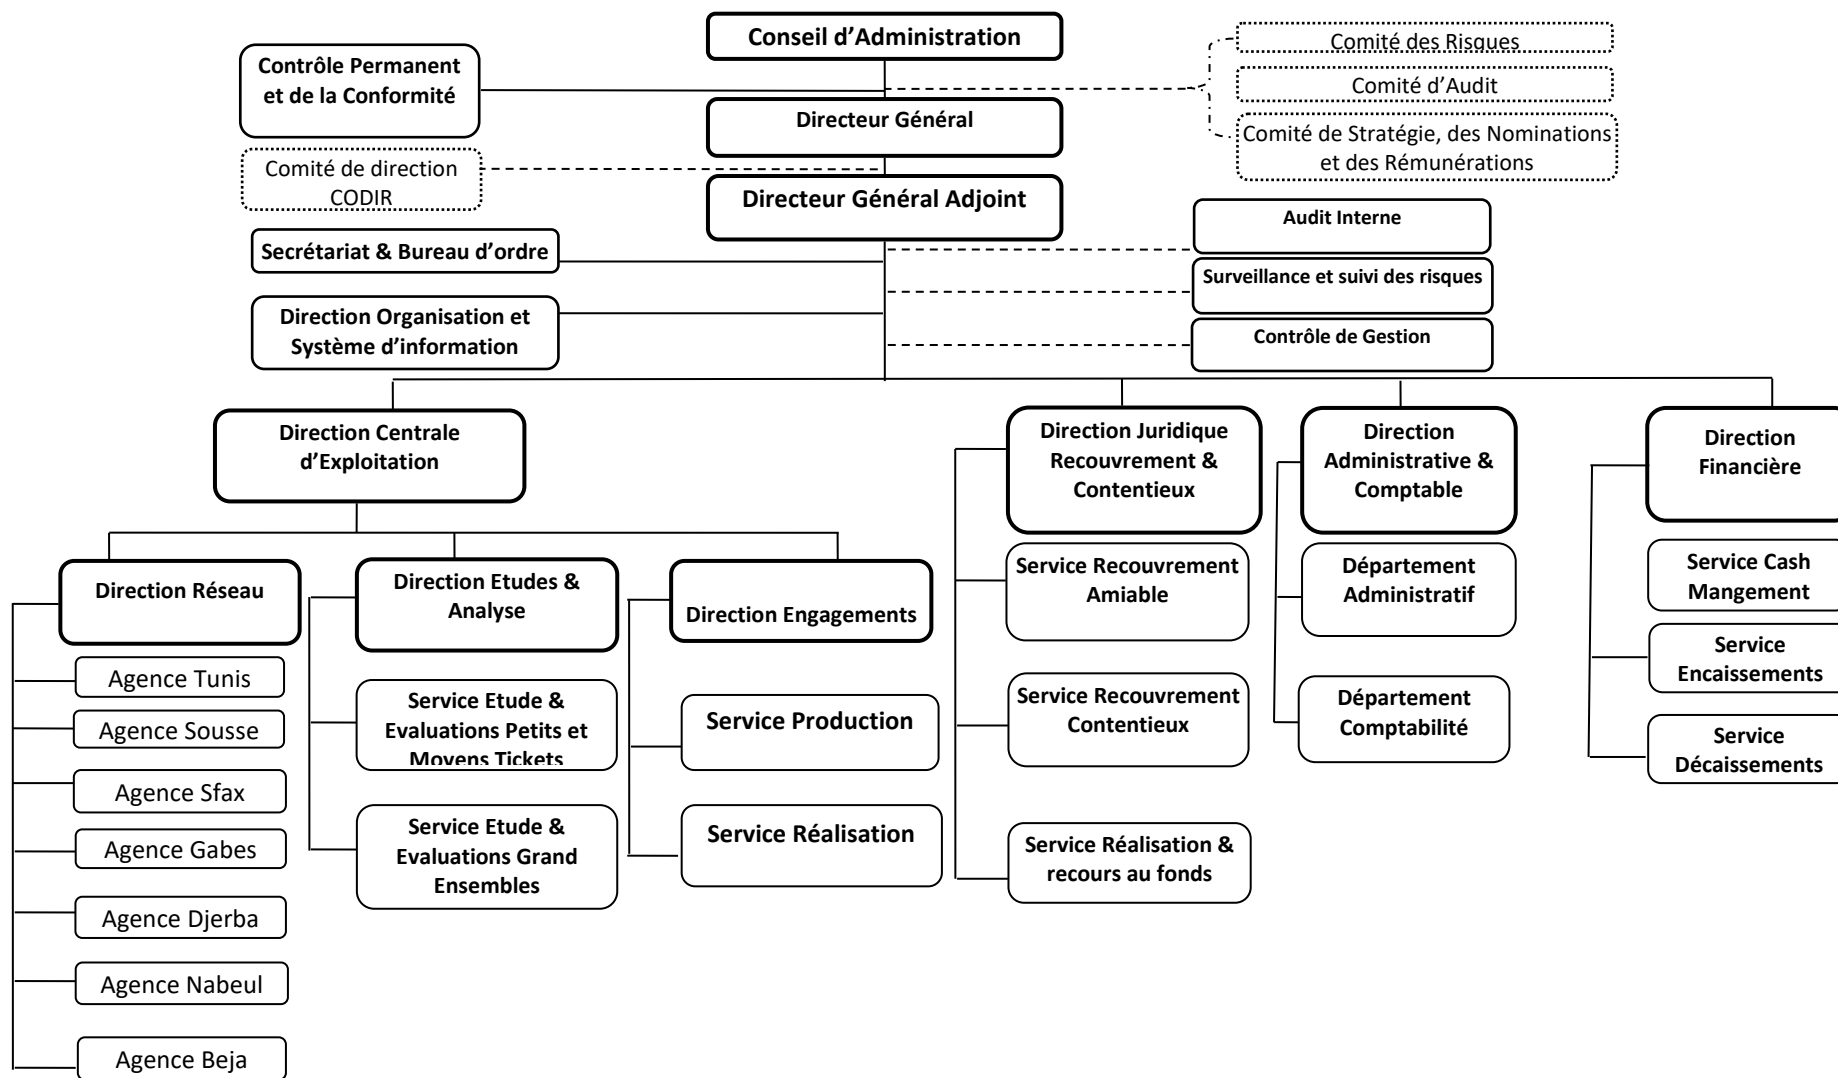 Conseil d’Administration
Contrôle Permanent
et de la Conformité
Comité des Risques
Comité d’Audit
Directeur Général
Comité de Stratégie, des Nominations
et des Rémunérations
Comité de direction
CODIR
Directeur Général Adjoint
Audit Interne
Secrétariat & Bureau d’ordre
Surveillance et suivi des risques
Direction Organisation et
Système d’information
Contrôle de Gestion
Direction Centrale
d’Exploitation
Direction Juridique
Recouvrement &
Contentieux
Direction
Administrative &
Comptable
Direction
Financière
Direction Réseau
Direction Etudes &
Analyse
Direction Engagements
Service Recouvrement
Amiable
Département
Administratif
Service Cash
Mangement
Agence Tunis
Agence Sousse
Agence Sfax
Agence Gabes
Agence Djerba
Agence Nabeul
Agence Beja
Service Etude &
Evaluations Petits et
Moyens Tickets
Service Etude &
Evaluations Grand
Ensembles
Service Production
Service Réalisation
Service Recouvrement
Contentieux
Service Réalisation &
recours au fonds
Département
Comptabilité
Service
Encaissements
Service
Décaissements